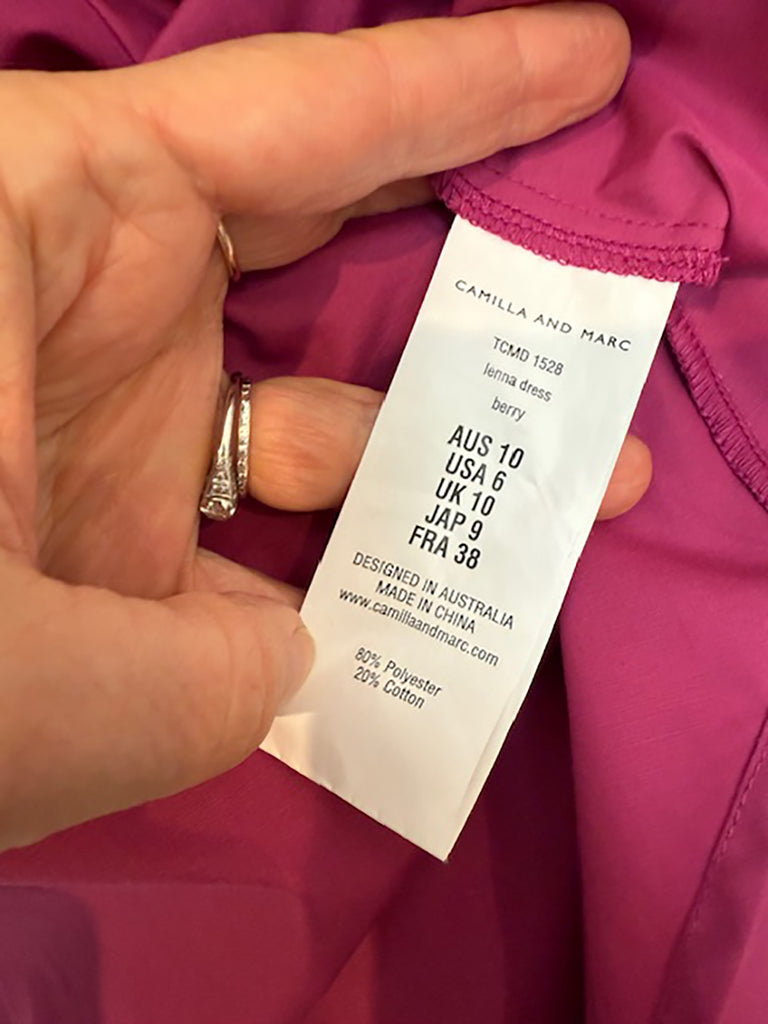 CAMILLA AND MARC
TCMD 1528
lenna dress
berry
AUS 10
USA 6
UK 10
JAP 9
FRA 38
DESIGNED IN AUSTRALIA
MADE IN CHINA
www.camillaandmarc.com
80% Polyester
20% Cotton